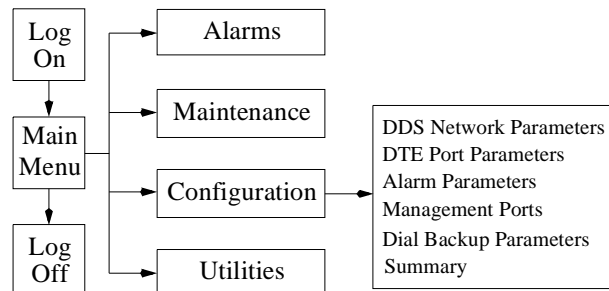 Log
On
Main
Menu
Log
Off
Alarms
Maintenance
Configuration
Utilities
DDS Network Parameters
DTE Port Parameters
Alarm Parameters
Management Ports
Dial Backup Parameters
Summary